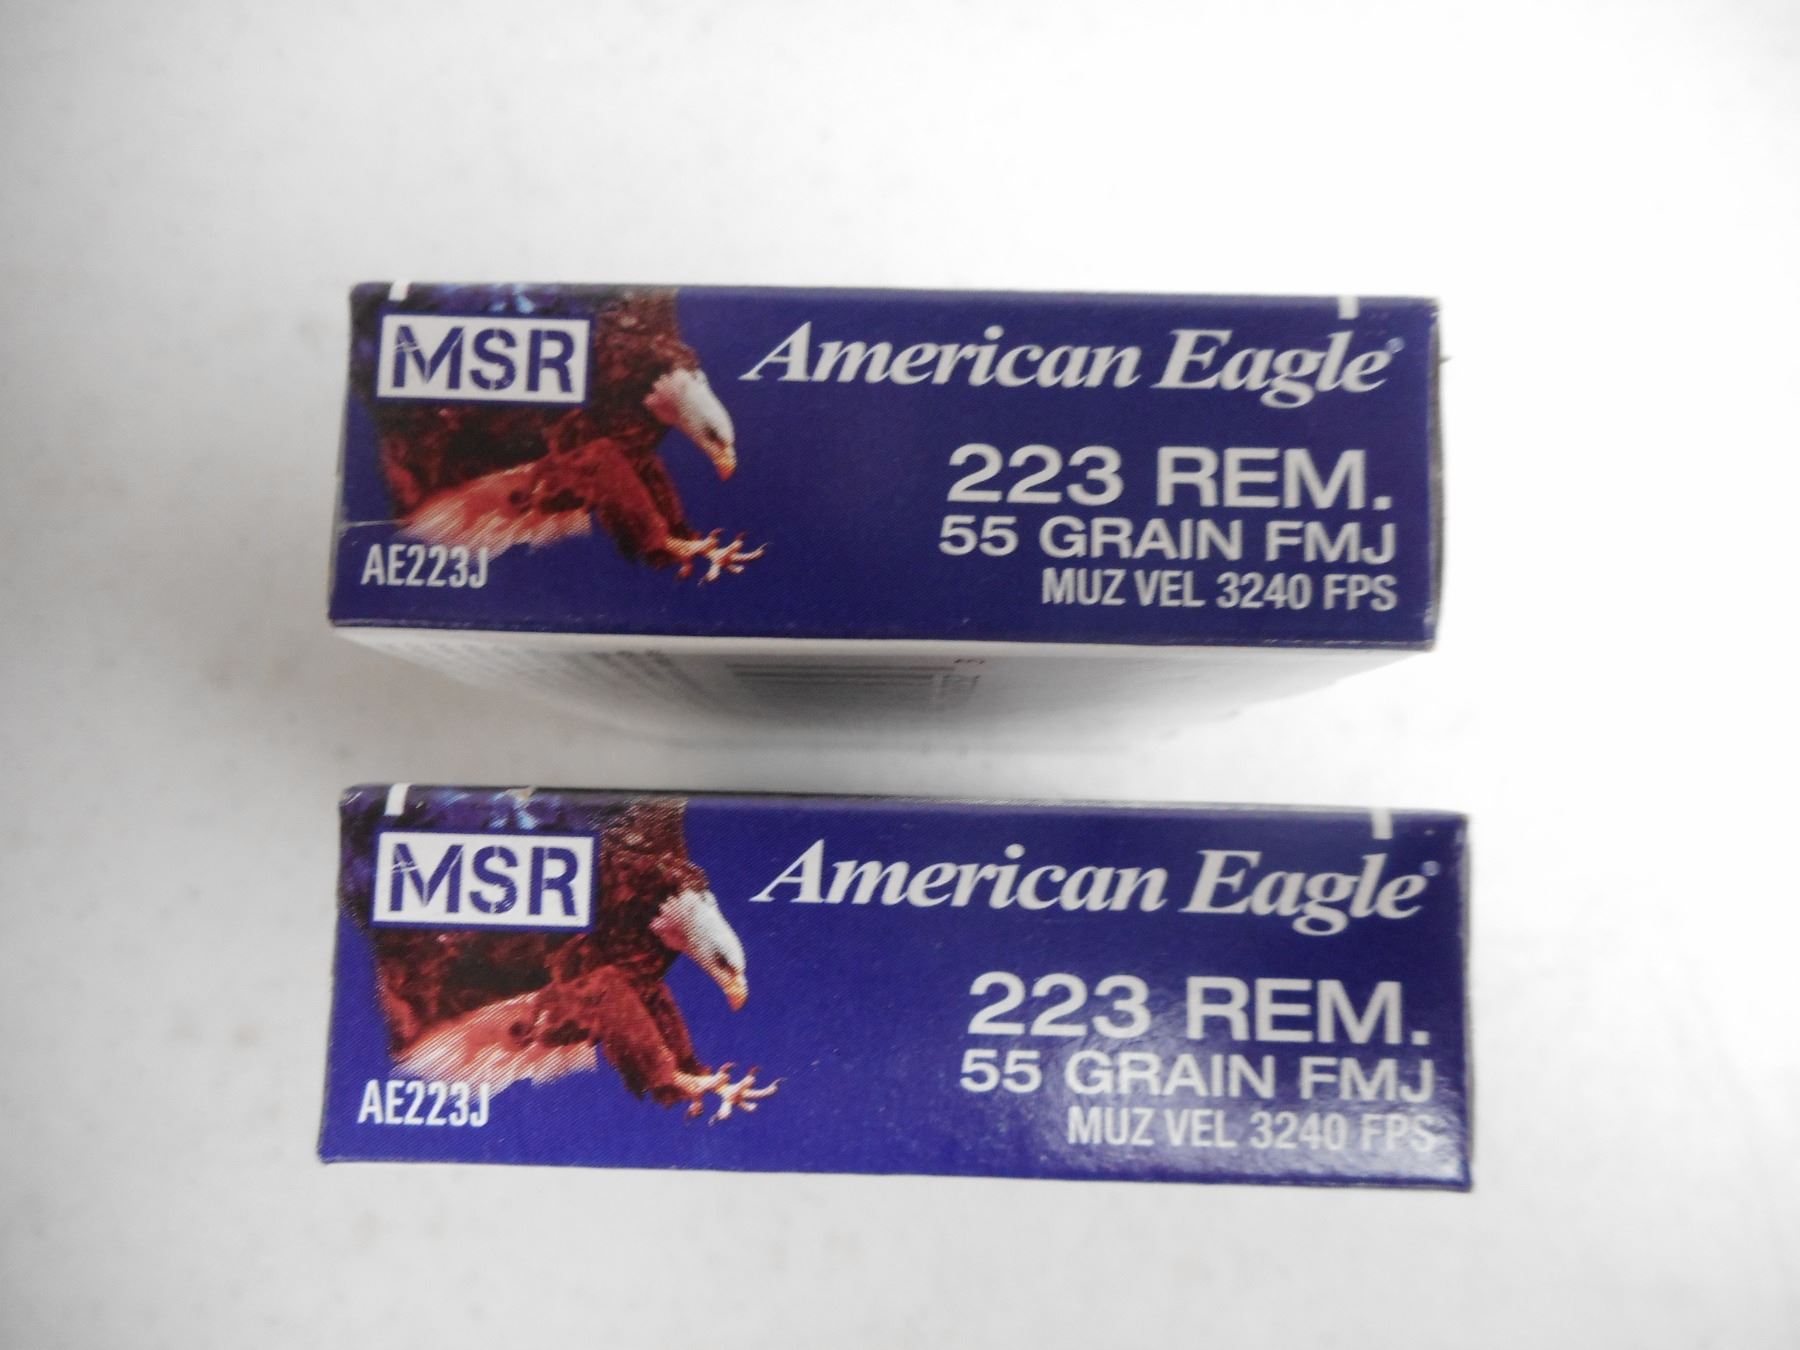 MSR
American Eagle®
223 REM.
55 GRAIN FMJ
MUZ VEL 3240 FPS
AE223J
MSR
American Eagle®
223 REM.
55 GRAIN FMJ
MUZ VEL 3240 FPS
AE223J